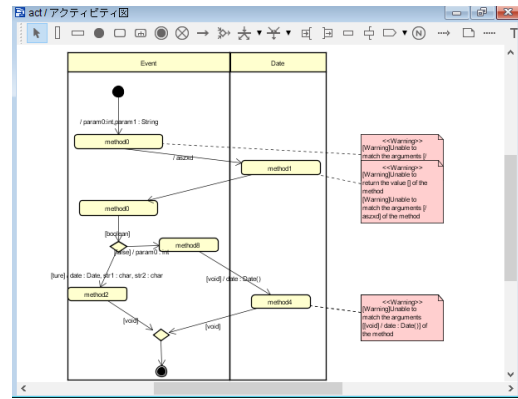 act / アクティビティ図
N
T
Event
Date
/ param0:int,param1 : String
method0
/ aszxd
method1
method0
[boolean]
[false] / param0 : int
method8
[ture] / date : Date, str1 : char, str2 : char
[void] / date : Date()
method2
method4
[void]
[void]
<<Warning>>
[Warning]Unable to
match the arguments [/
<<Warning>>
[Warning]Unable to
return the value [] of the
method
[Warning]Unable to
match the arguments [/
aszxd] of the method
<<Warning>>
[Warning]Unable to
match the arguments
[[void] / date : Date()] of
the method